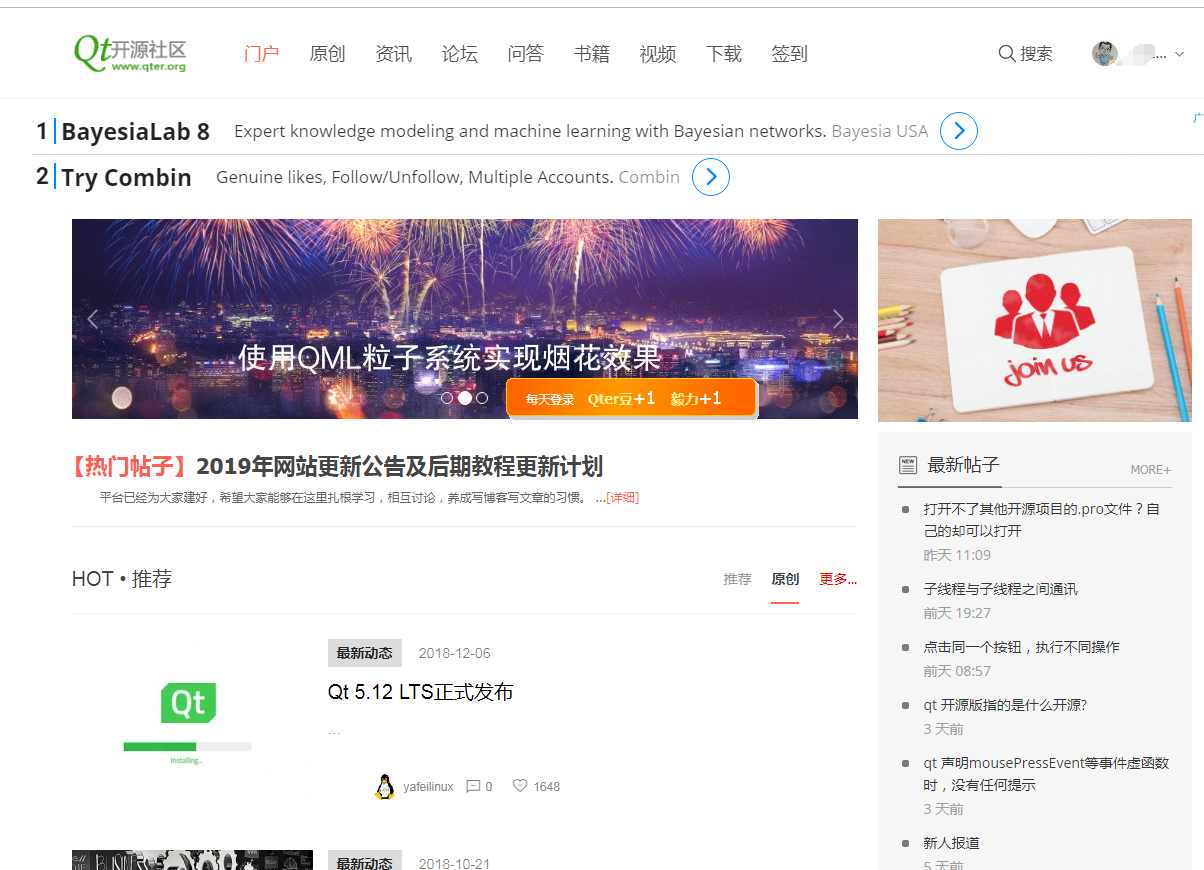 Qt开源社区
www.qter.org
门户 原创 资讯 论坛 问答 书籍 视频 下载 签到 搜索 ...
1 BayesiaLab 8 Expert knowledge modeling and machine learning with Bayesian networks. Bayesia USA
2 Try Combin Genuine likes, Follow/Unfollow, Multiple Accounts. Combin
使用QML粒子系统实现烟花效果
每天登录 Qter豆+1 毅力+1
join us
【热门帖子】2019年网站更新公告及后期教程更新计划
平台已经为大家建好，希望大家能够在这里扎根学习，相互讨论，养成写博客写文章的习惯。 ...[详细]
HOT • 推荐 推荐 原创 更多...
最新动态 2018-12-06
Qt 5.12 LTS正式发布
...
Qt
Installing...
yafeilinux 0 1648
最新动态 2018-10-21
BUSINESS
NEW 最新帖子 MORE+
打开不了其他开源项目的.pro文件？自
己的却可以打开
昨天 11:09
子线程与子线程之间通讯
前天 19:27
点击同一个按钮，执行不同操作
前天 08:57
qt 开源版指的是什么开源?
3 天前
qt 声明mousePressEvent等事件虚函数
时，没有任何提示
3 天前
新人报道
5 天前